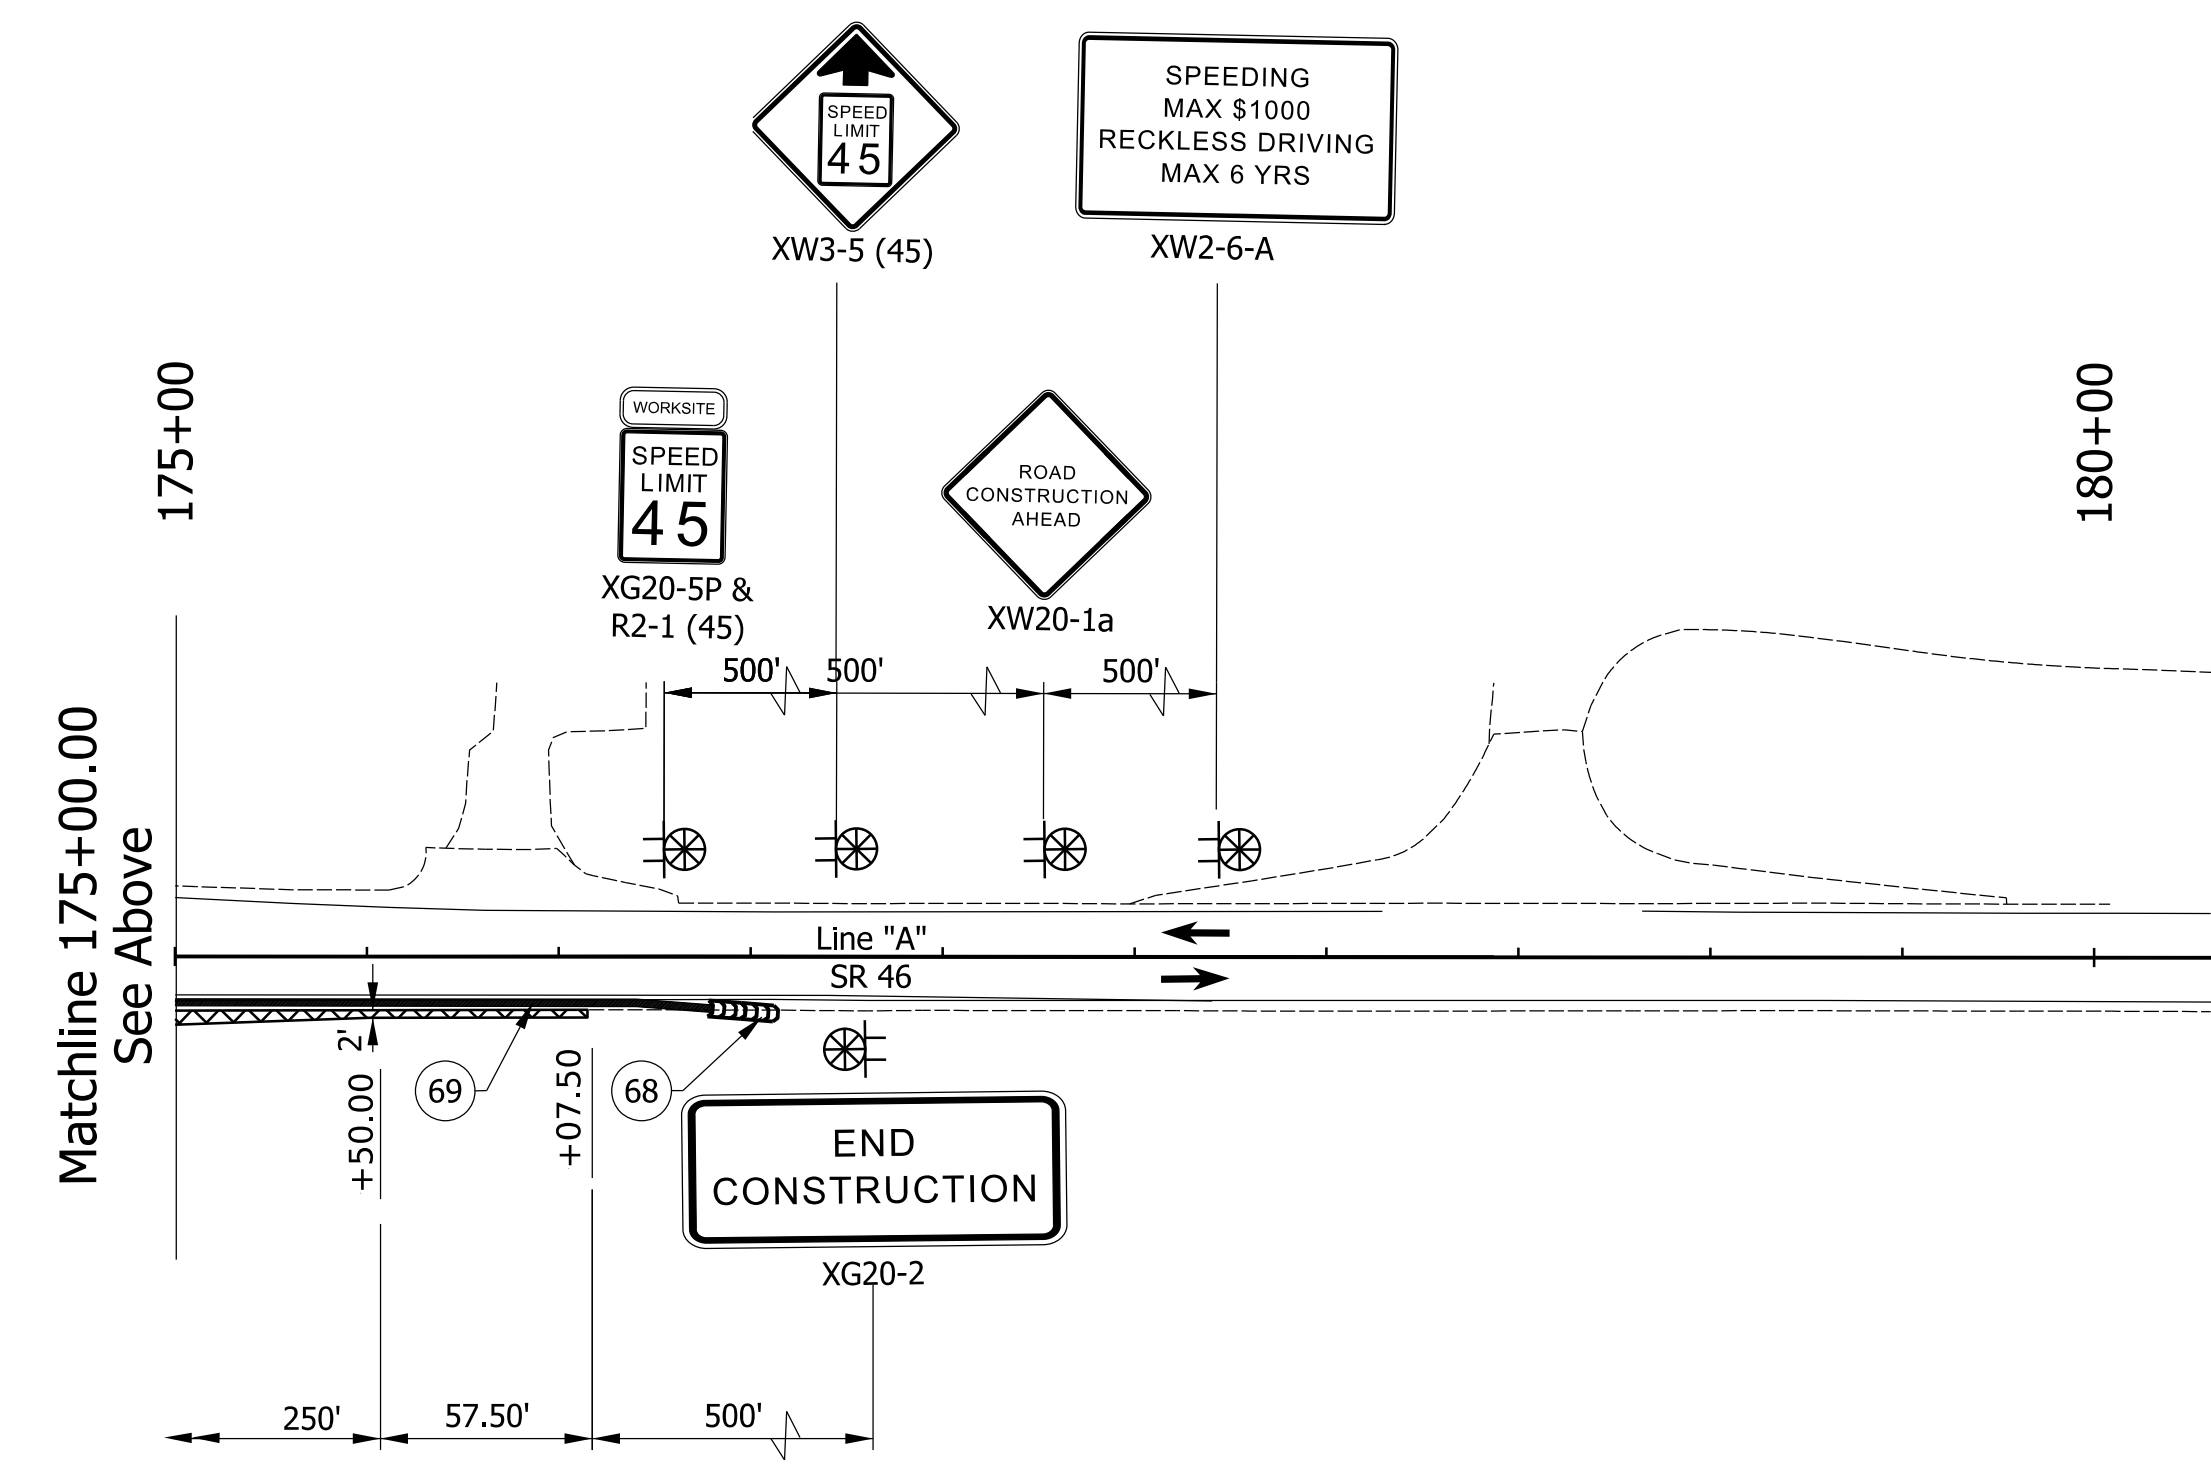 SPEED
LIMIT
45
XW3-5 (45)
SPEEDING
MAX $1000
RECKLESS DRIVING
MAX 6 YRS
XW2-6-A
175+00
180+00
WORKSITE
SPEED
LIMIT
45
XG20-5P &
R2-1 (45)
ROAD
CONSTRUCTION
AHEAD
XW20-1a
500'
500'
500'
Matchline 175+00.00
See Above
Line "A"
SR 46
2'
+50.00
69
+07.50
68
END
CONSTRUCTION
XG20-2
250'
57.50'
500'